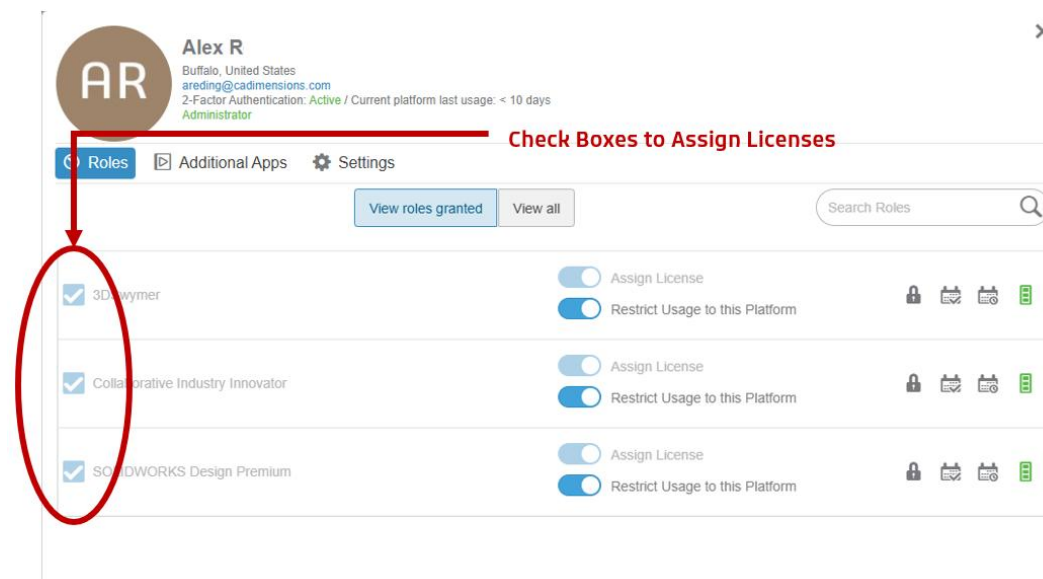 AR
Alex R
Buffalo, United States
areding@cadimensions.com
2-Factor Authentication: Active / Current platform last usage: < 10 days
Administrator
Check Boxes to Assign Licenses
Roles Additional Apps Settings
View roles granted View all Search Roles
3DSwymer
Assign License
Restrict Usage to this Platform
Collaborative Industry Innovator
Assign License
Restrict Usage to this Platform
SOLIDWORKS Design Premium
Assign License
Restrict Usage to this Platform